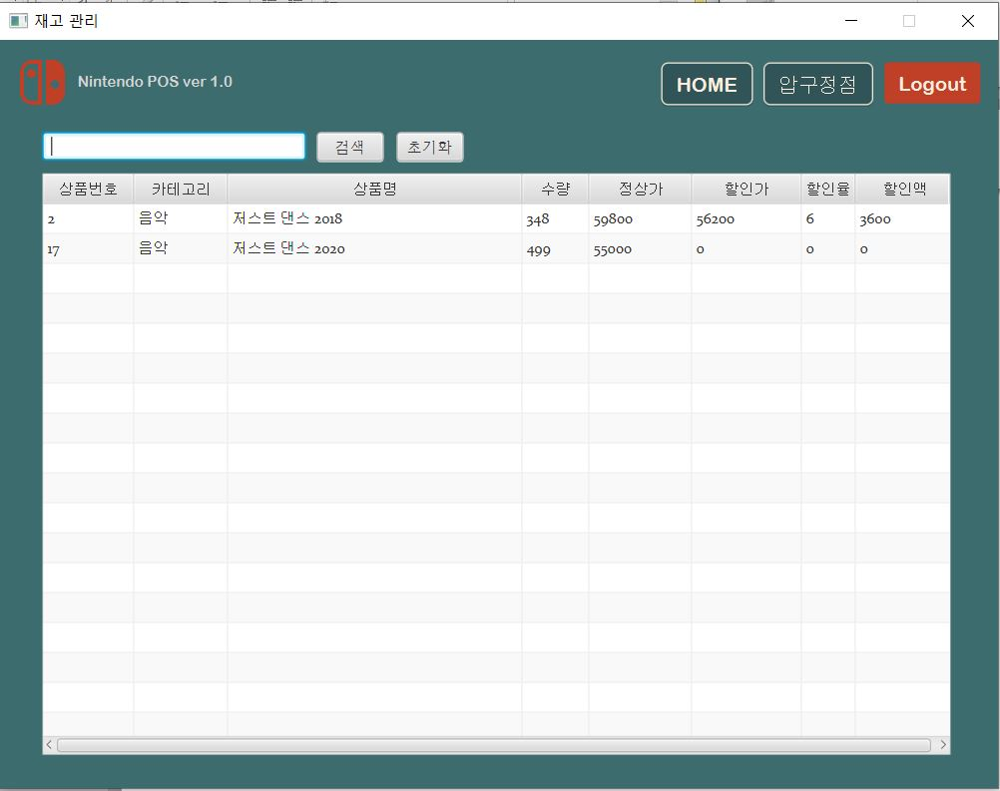 재고 관리
Nintendo POS ver 1.0 HOME 압구정점 Logout
검색 초기화
상품번호 카테고리 상품명 수량 정상가 할인가 할인율 할인액
2 음악 저스트 댄스 2018 348 59800 56200 6 3600
17 음악 저스트 댄스 2020 499 55000 0 0 0